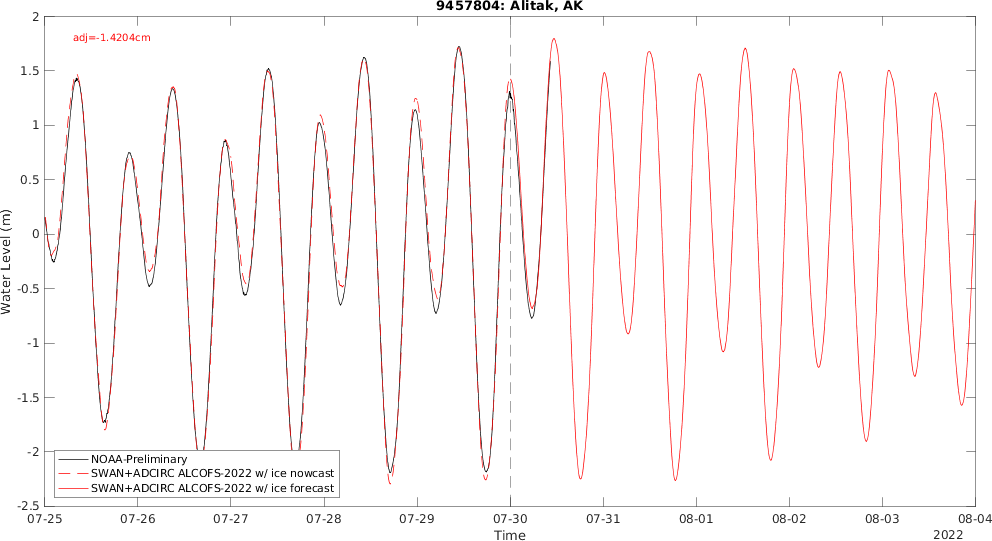 9457804: Alitak, AK
adj=-1.4204cm
2
1.5
1
0.5
0
-0.5
-1
-1.5
-2
-2.5
Water Level (m)
NOAA-Preliminary
SWAN+ADCIRC ALCOFS-2022 w/ ice nowcast
SWAN+ADCIRC ALCOFS-2022 w/ ice forecast
07-25 07-26 07-27 07-28 07-29 07-30 07-31 08-01 08-02 08-03 08-04
Time
2022